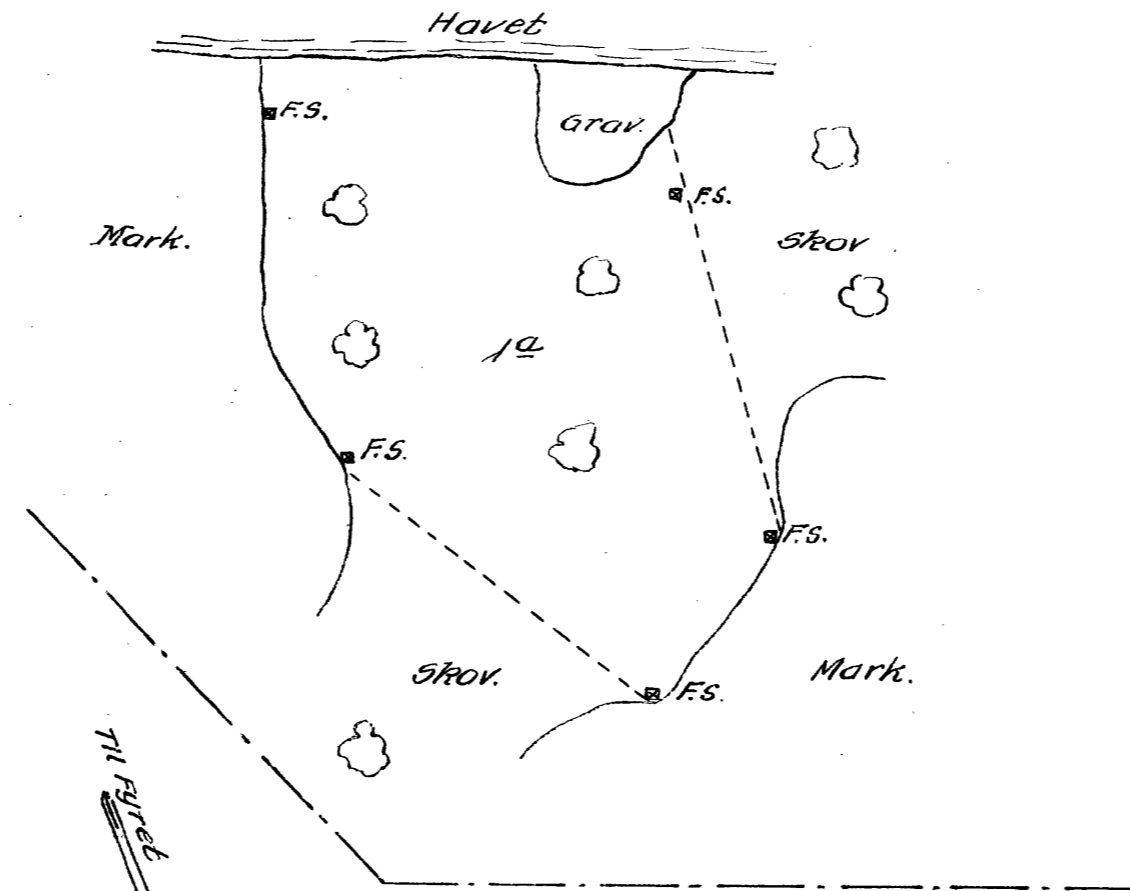 Havet
F.S.
Grav.
F.S.
Mark.
Skov
1a
F.S.
F.S.
Skov.
F.S.
Mark.
Til Fyret